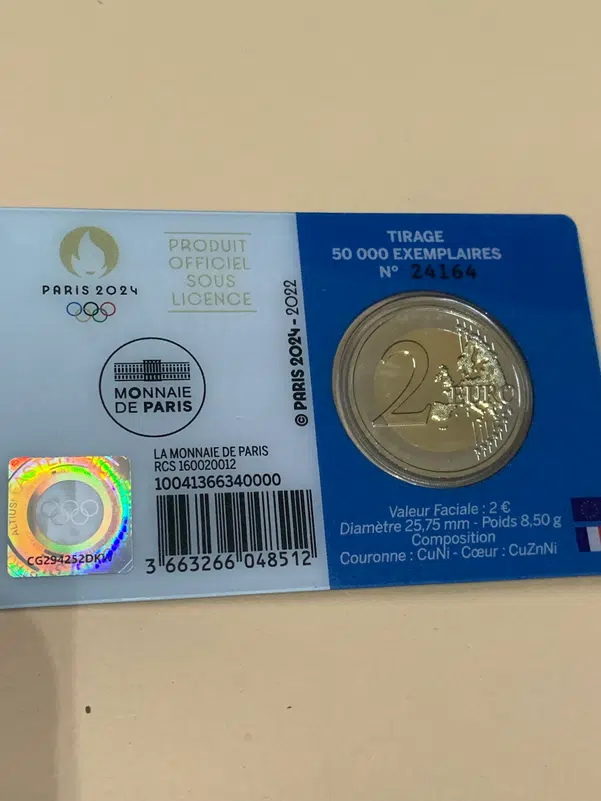 PARIS 2024
PRODUIT
OFFICIEL
SOUS
LICENCE
MONNAIE
DE PARIS
© PARIS 2024 - 2022
LA MONNAIE DE PARIS
RCS 160020012
10041366340000
3 663266 048512
CG294252DKW
TIRAGE
50 000 EXEMPLAIRES
N° 24164
2 EURO
Valeur Faciale : 2 €
Diamètre 25,75 mm - Poids 8,50 g
Composition
Couronne : CuNi - Cœur : CuZnNi